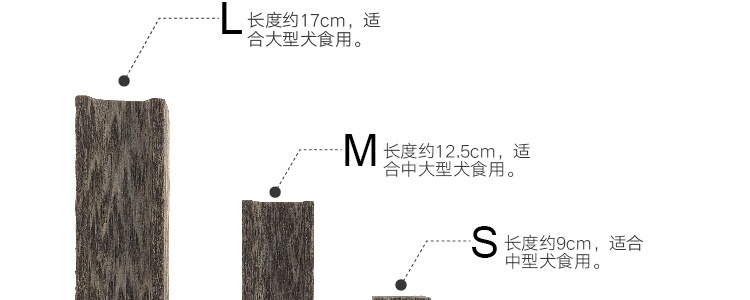 L 长度约17cm，适
合大型犬食用。
M 长度约12.5cm，适
合中大型犬食用。
S 长度约9cm，适合
中型犬食用。